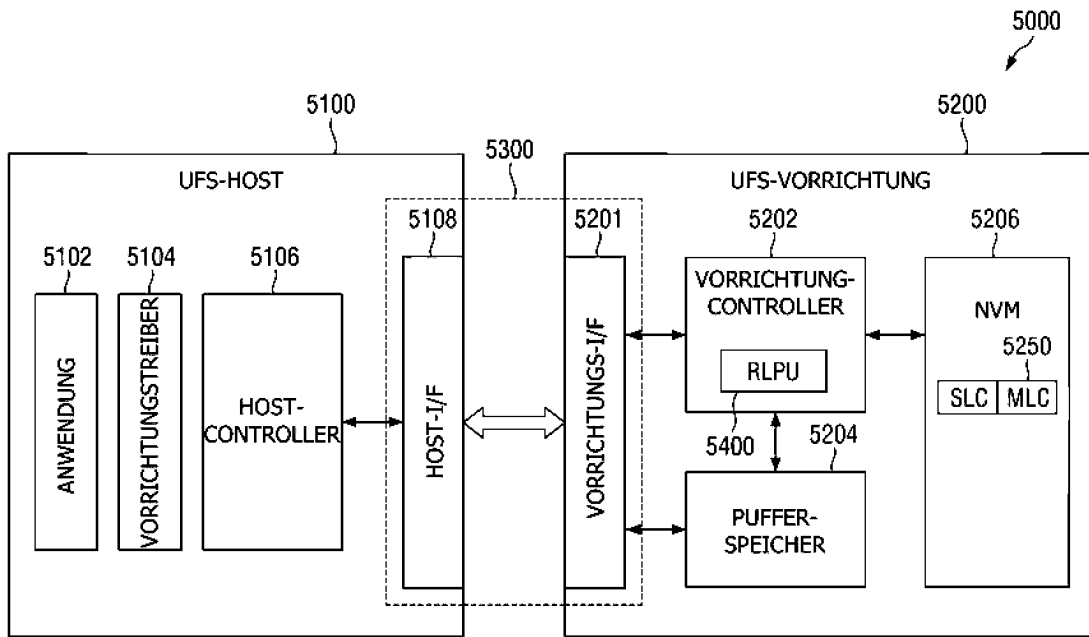 5000
5100
5200
5300
UFS-HOST
UFS-VORRICHTUNG
5102
5104
5106
5108
5201
5202
5206
ANWENDUNG
VORRICHTUNGSTREIBER
HOST-
CONTROLLER
HOST-I/F
VORRICHTUNGS-I/F
VORRICHTUNG-
CONTROLLER
RLPU
5400
NVM
5250
SLC
MLC
5204
PUFFER-
SPEICHER